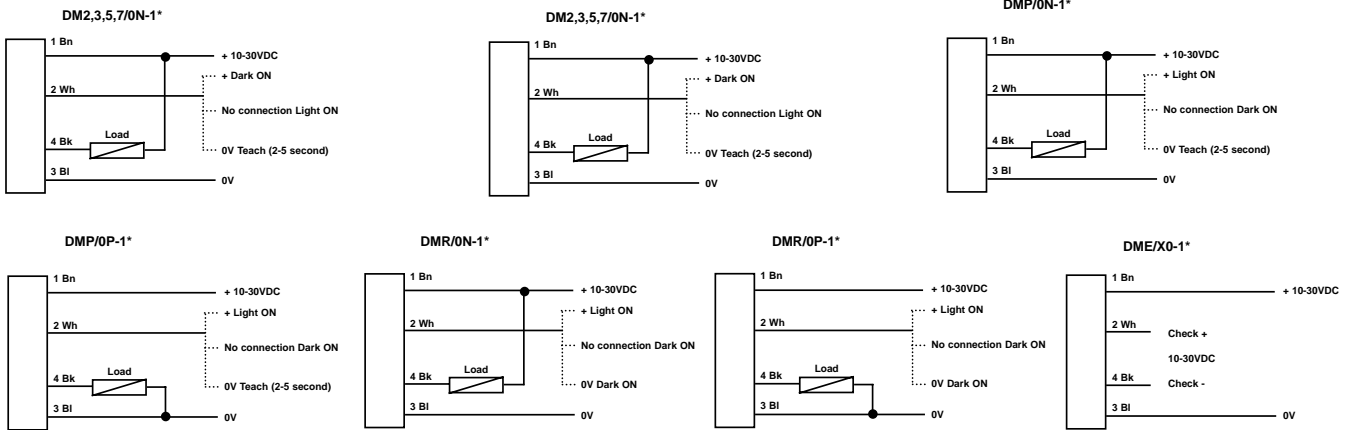 DM2,3,5,7/0N-1*
1 Bn
+ 10-30VDC
+ Dark ON
2 Wh
No connection Light ON
Load
4 Bk
0V Teach (2-5 second)
3 Bl
0V
DM2,3,5,7/0N-1*
1 Bn
+ 10-30VDC
+ Dark ON
2 Wh
No connection Light ON
Load
4 Bk
0V Teach (2-5 second)
3 Bl
0V
DMP/0N-1*
1 Bn
+ 10-30VDC
+ Light ON
2 Wh
No connection Dark ON
Load
4 Bk
0V Teach (2-5 second)
3 Bl
0V
DMP/0P-1*
1 Bn
+ 10-30VDC
+ Light ON
2 Wh
No connection Dark ON
Load
4 Bk
0V Teach (2-5 second)
3 Bl
0V
DMR/0N-1*
1 Bn
+ 10-30VDC
+ Light ON
2 Wh
No connection Dark ON
Load
4 Bk
0V Dark ON
3 Bl
0V
DMR/0P-1*
1 Bn
+ 10-30VDC
+ Light ON
2 Wh
No connection Dark ON
Load
4 Bk
0V Dark ON
3 Bl
0V
DME/X0-1*
1 Bn
+ 10-30VDC
2 Wh
Check +
10-30VDC
4 Bk
Check -
3 Bl
0V